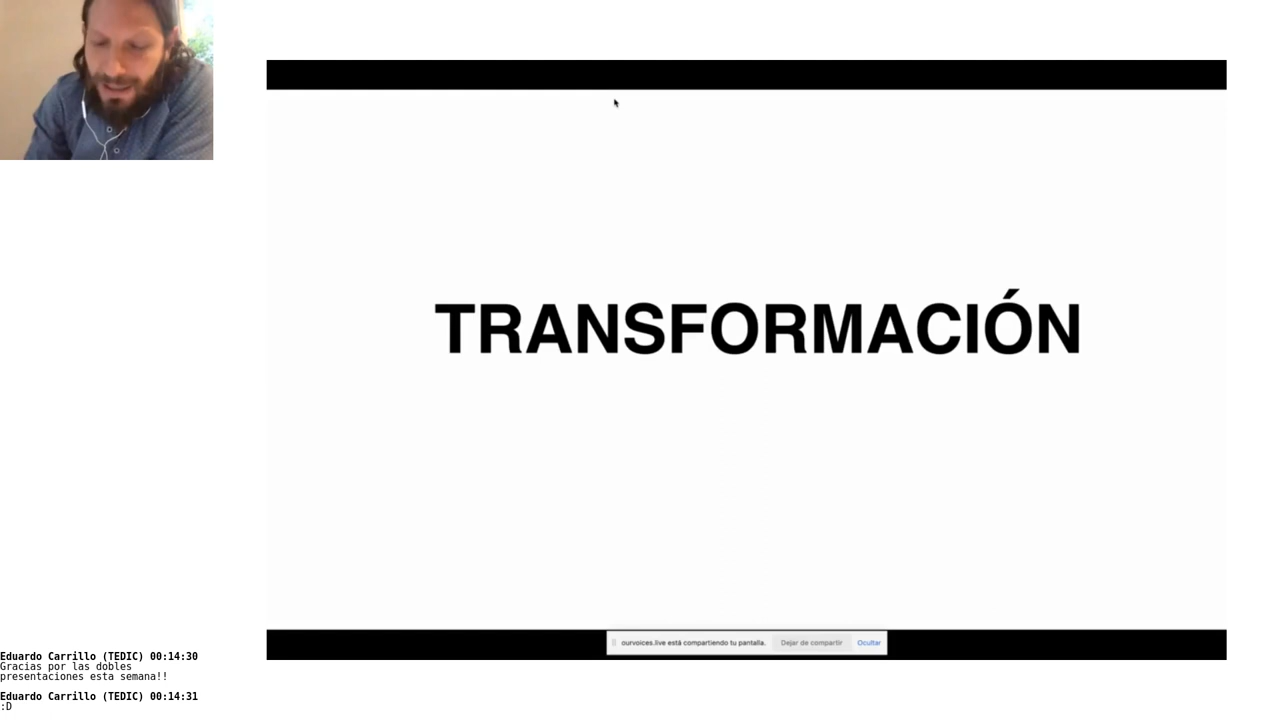 TRANSFORMACIÓN
ourvoices.live está compartiendo tu pantalla. Dejar de compartir Ocultar
Eduardo Carrillo (TEDIC) 00:14:30
Gracias por las dobles
presentaciones esta semana!!
Eduardo Carrillo (TEDIC) 00:14:31
:D